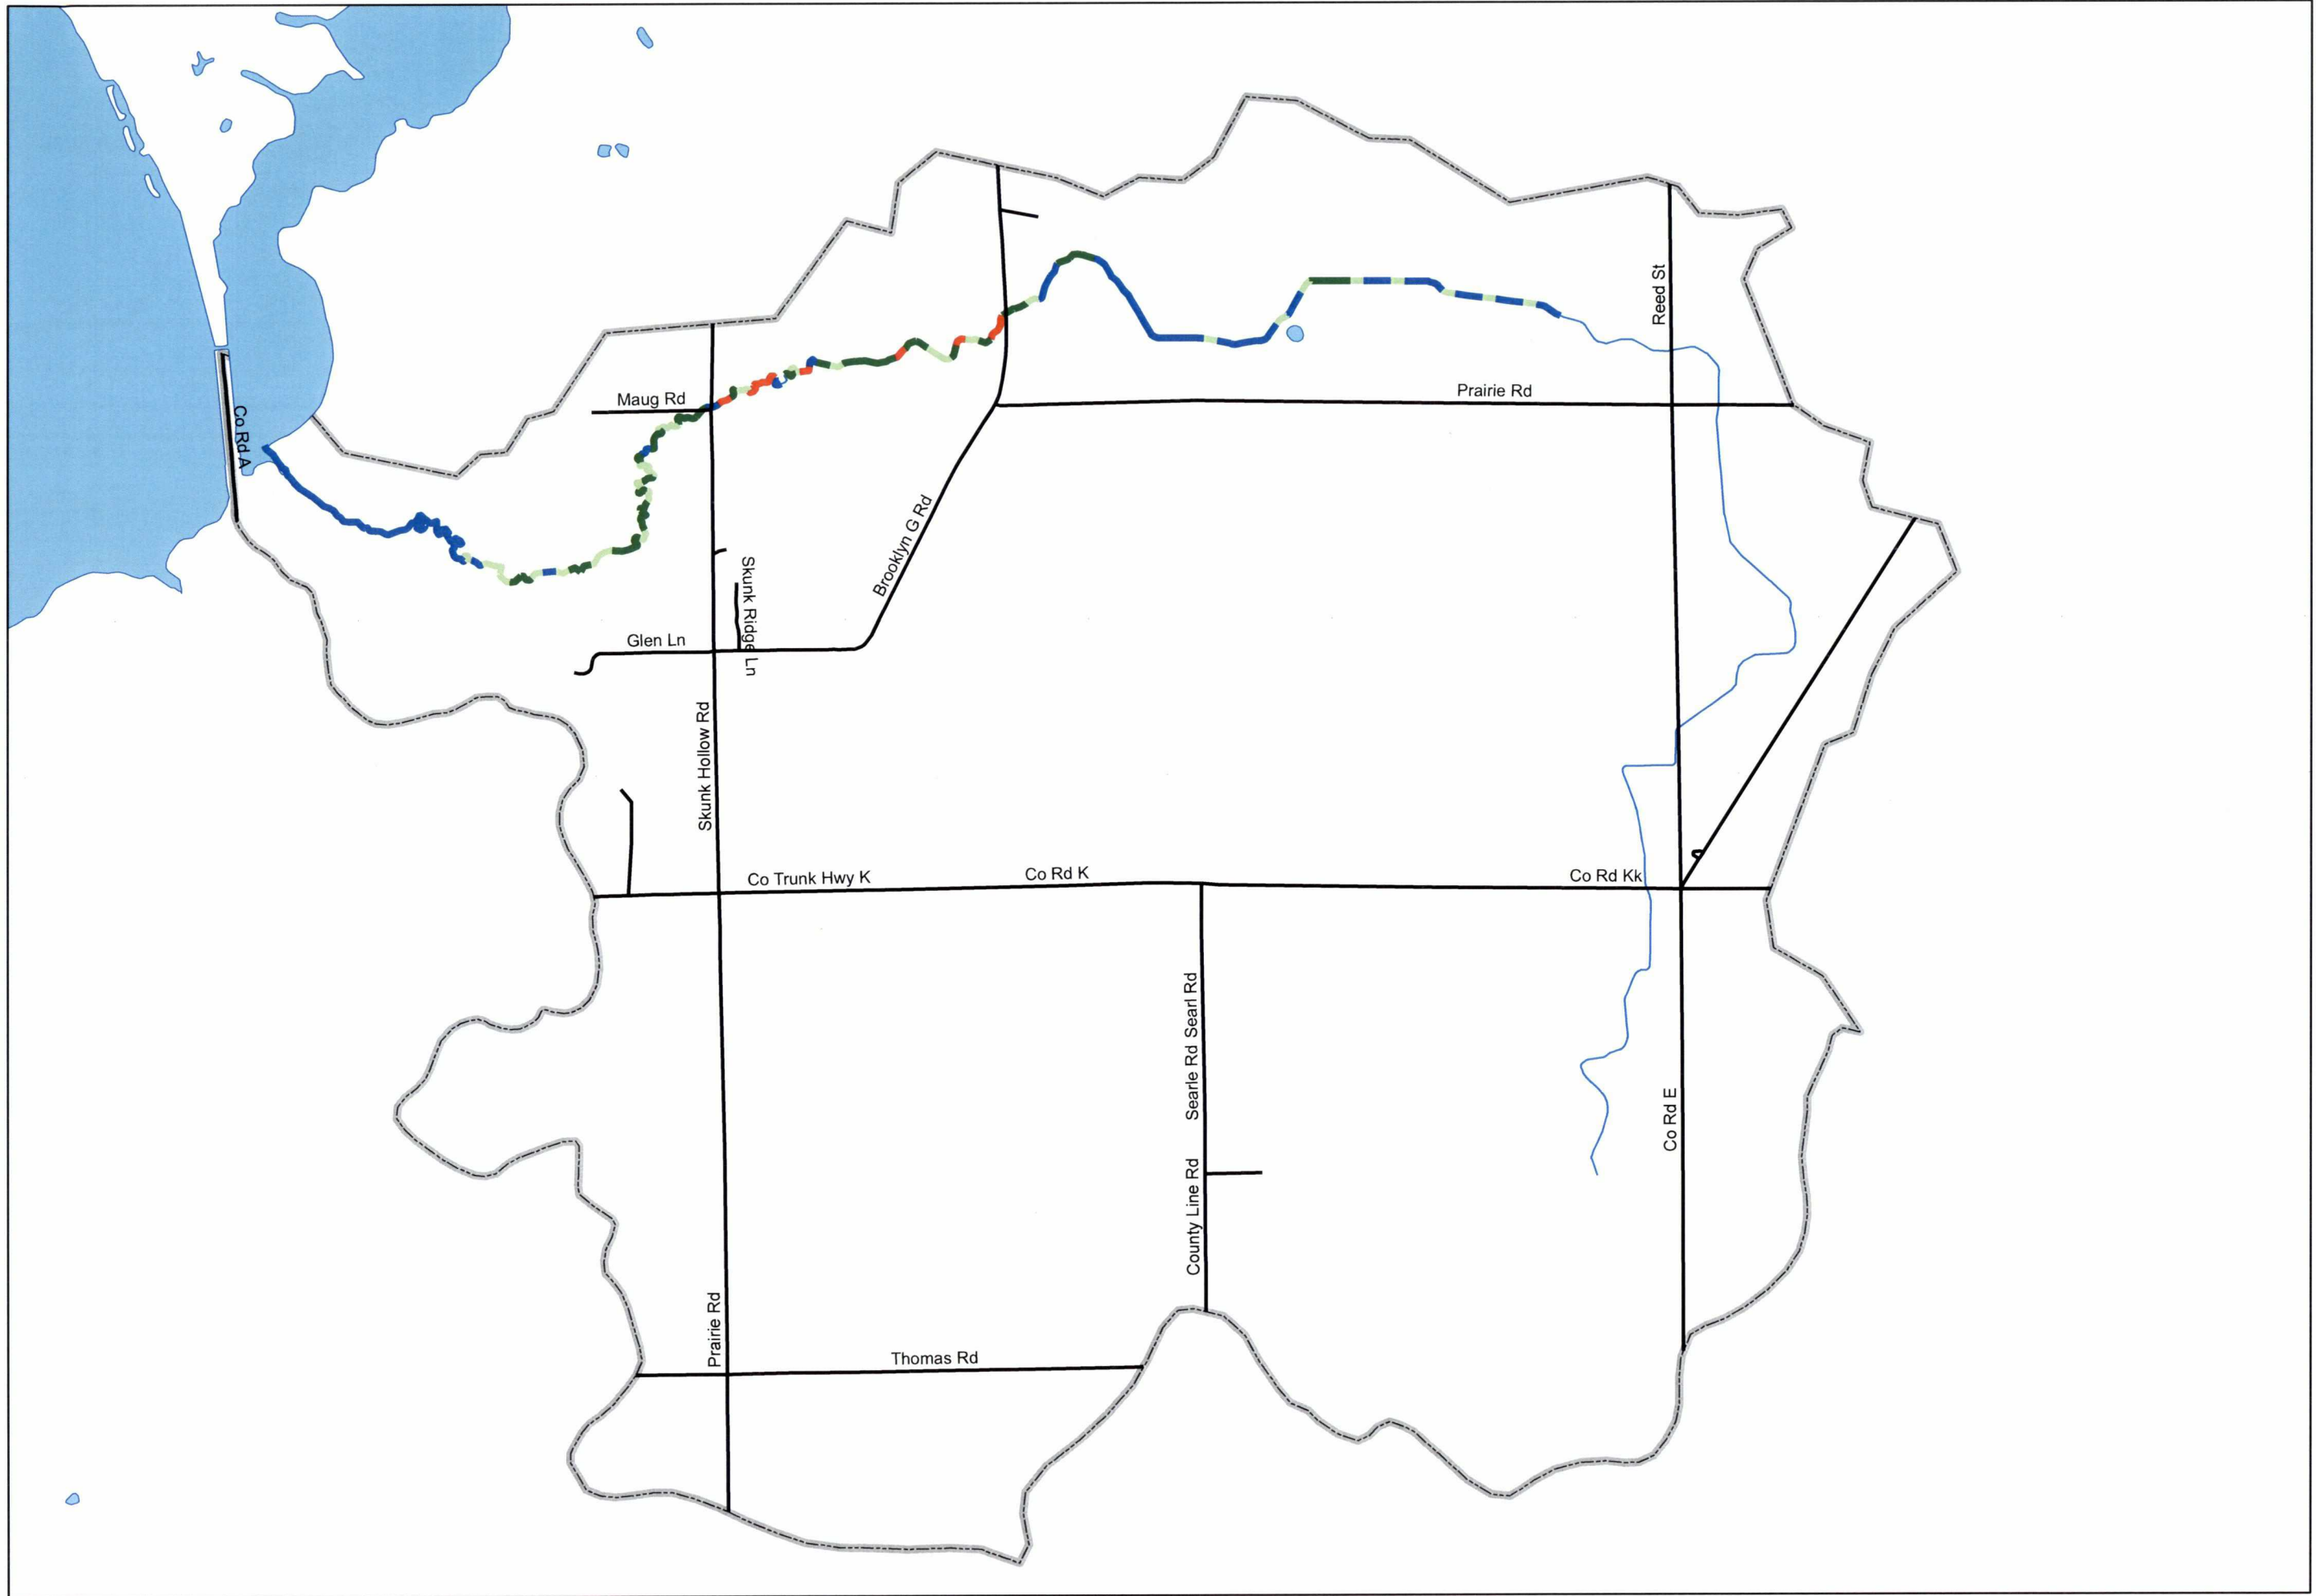 Reed St
Prairie Rd
Maug Rd
Co Rd A
Brooklyn G Rd
Skunk Ridge Ln
Glen Ln
Skunk Hollow Rd
Co Trunk Hwy K
Co Rd K
Co Rd Kk
Searle Rd Searl Rd
Co Rd E
County Line Rd
Prairie Rd
Thomas Rd